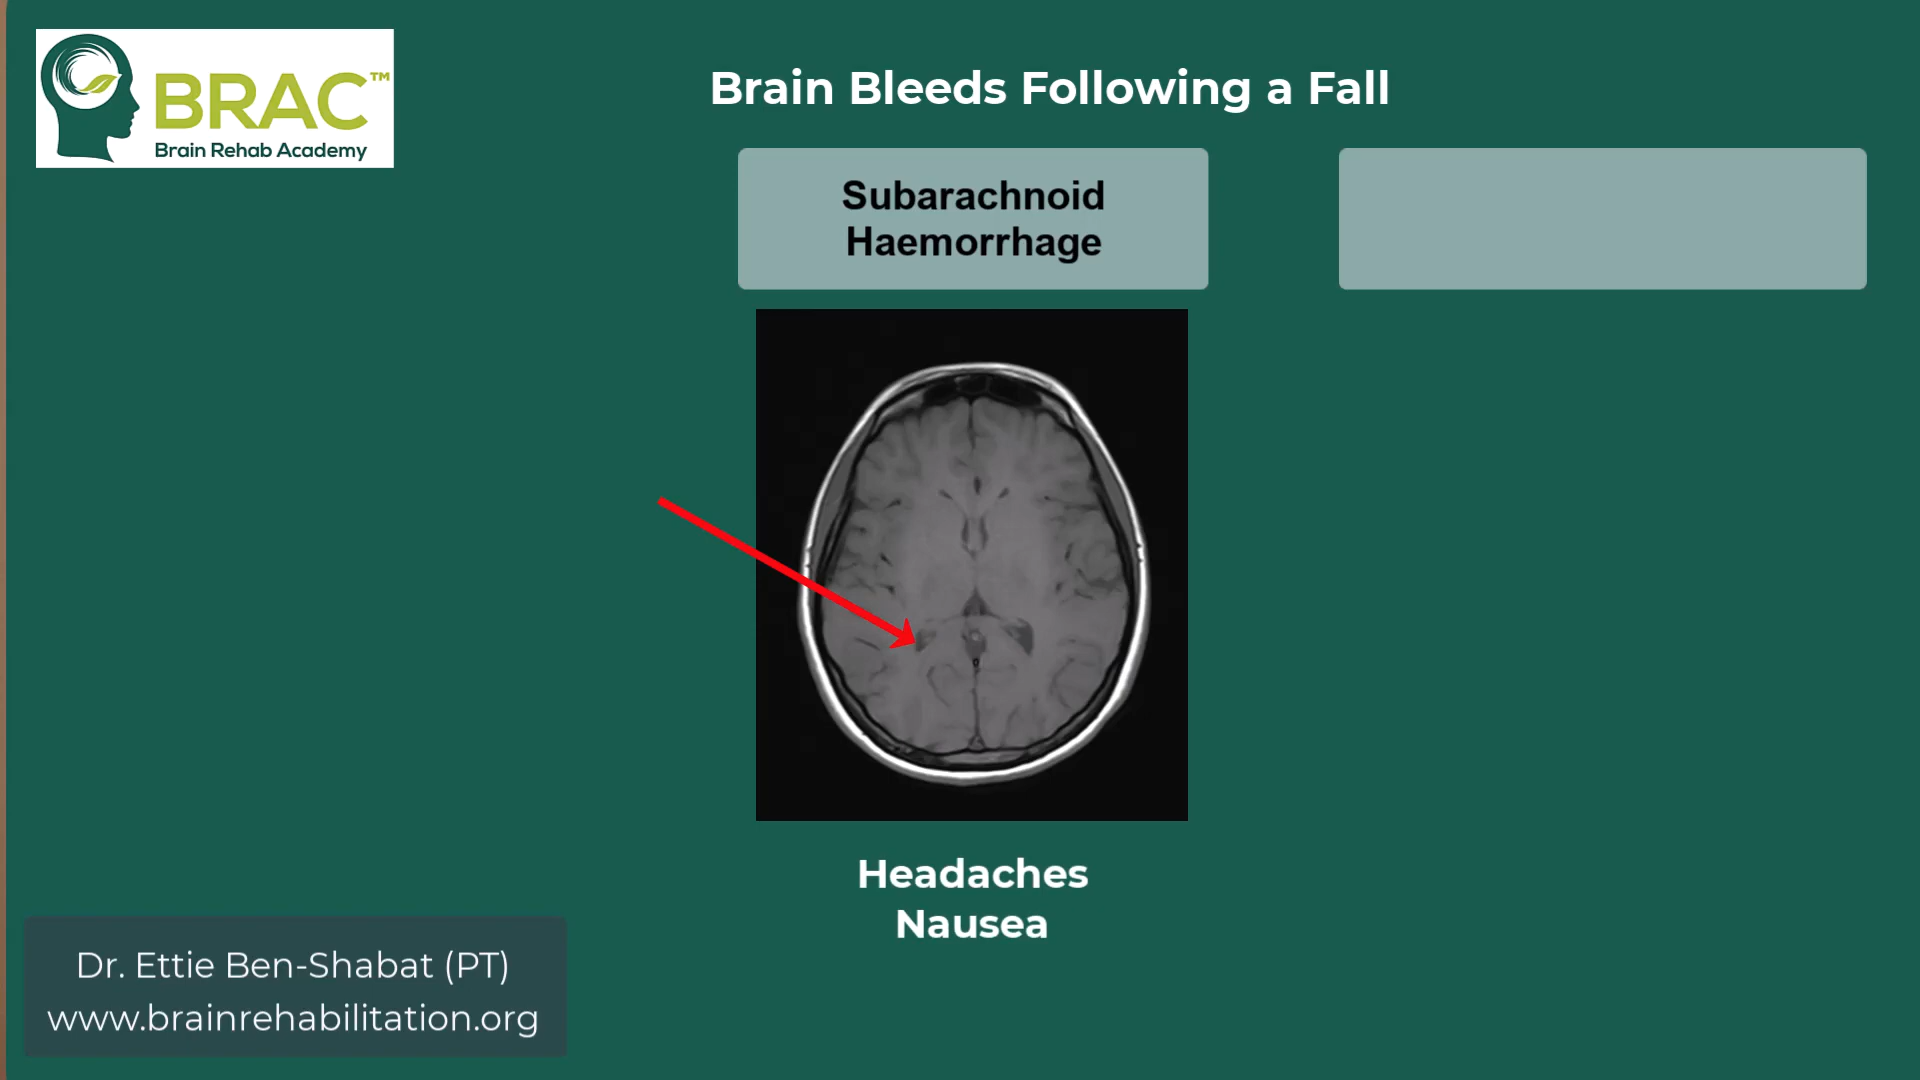 BRAC™
Brain Rehab Academy
Brain Bleeds Following a Fall
Subarachnoid
Haemorrhage
Headaches
Nausea
Dr. Ettie Ben-Shabat (PT)
www.brainrehabilitation.org